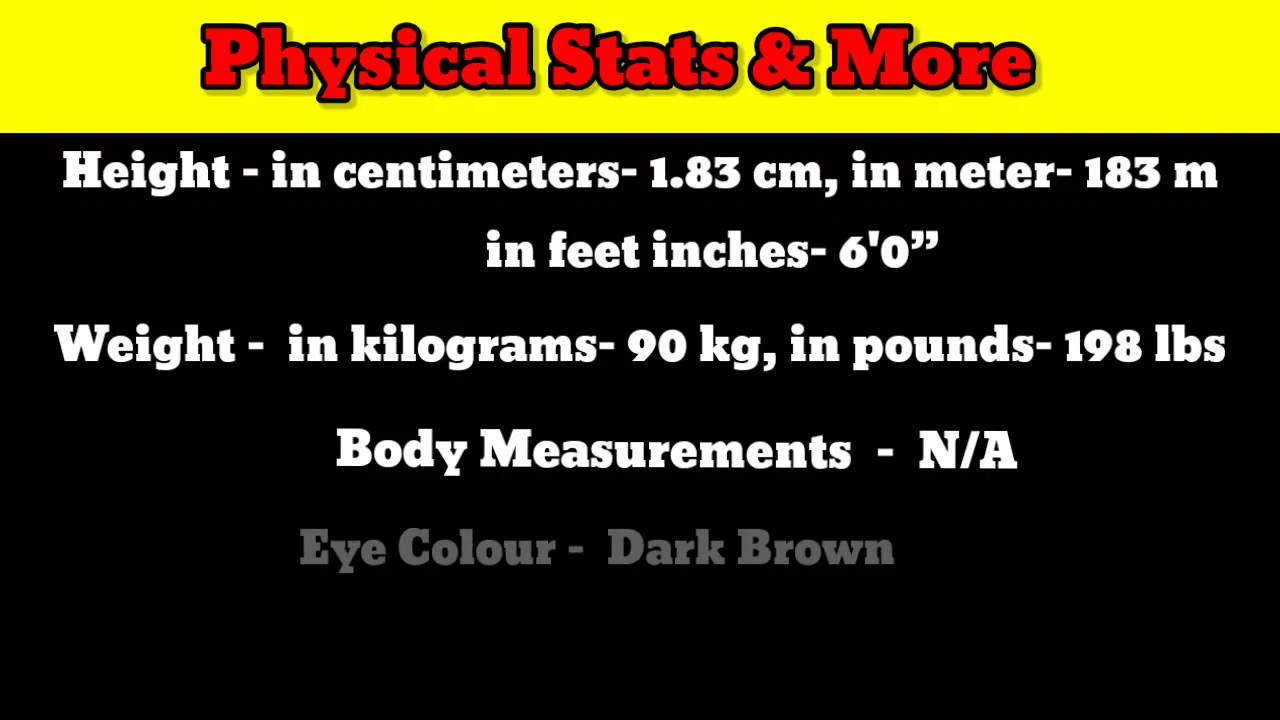 Physical Stats & More
Height - in centimeters- 1.83 cm, in meter- 183 m
in feet inches- 6'0”
Weight - in kilograms- 90 kg, in pounds- 198 lbs
Body Measurements - N/A
Eye Colour - Dark Brown